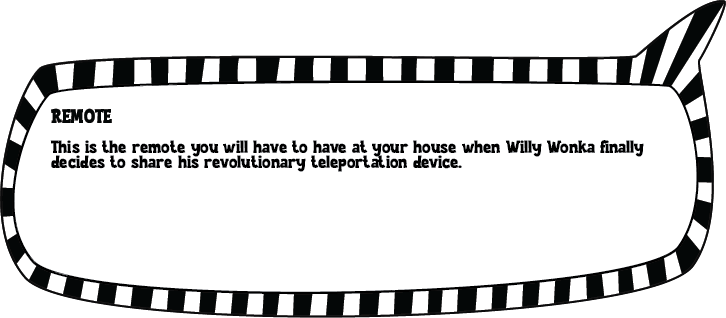 REMOTE
This is the remote you will have to have at your house when Willy Wonka finally
decides to share his revolutionary teleportation device.